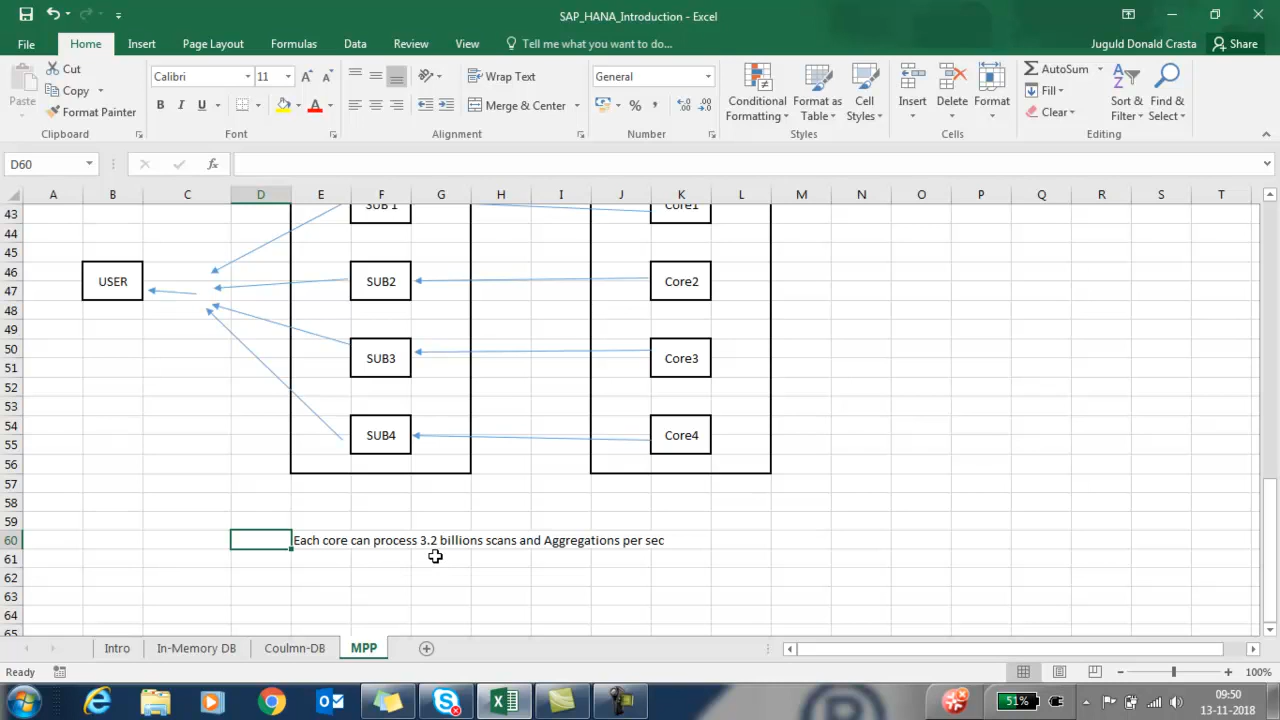 SAP_HANA_Introduction - Excel
File Home Insert Page Layout Formulas Data Review View Tell me what you want to do... Juguld Donald Crasta Share
Paste Cut Copy Format Painter Clipboard
Calibri 11 B I U A Font
Wrap Text Merge & Center Alignment
General % , Number
Conditional Formatting Format as Table Cell Styles Styles
Insert Delete Format Cells
AutoSum Fill Clear Sort & Filter Find & Select Editing
D60 fx
A B C D E F G H I J K L M N O P Q R S T
43 SUB 1 Core1
44
45
46 USER SUB2 Core2
47
48
49
50 SUB3 Core3
51
52
53
54 SUB4 Core4
55
56
57
58
59
60 Each core can process 3.2 billions scans and Aggregations per sec
61
62
63
64
65
Intro In-Memory DB Coulmn-DB MPP
Ready 100%
51% 09:50
13-11-2018